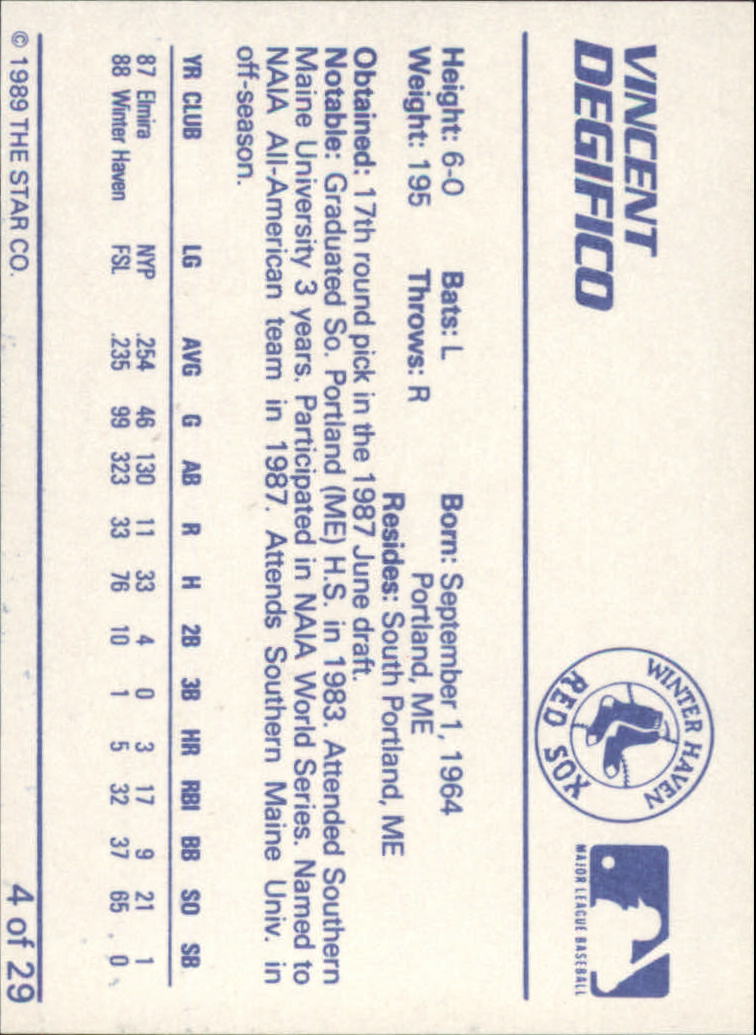 VINCENT
DEGIFICO
WINTER HAVEN
RED SOX
MAJOR LEAGUE BASEBALL
Height: 6-0 Bats: L Born: September 1, 1964
Weight: 195 Throws: R Portland, ME
Resides: South Portland, ME
Obtained: 17th round pick in the 1987 June draft.
Notable: Graduated So. Portland (ME) H.S. in 1983. Attended Southern
Maine University 3 years. Participated in NAIA World Series. Named to
NAIA All-American team in 1987. Attends Southern Maine Univ. in
off-season.
YR CLUB LG AVG G AB R H 2B 3B HR RBI BB SO SB
87 Elmira NYP .254 46 130 11 33 4 0 3 17 9 21 1
88 Winter Haven FSL .235 99 323 33 76 10 1 5 32 37 65 0
© 1989 THE STAR CO. 4 of 29